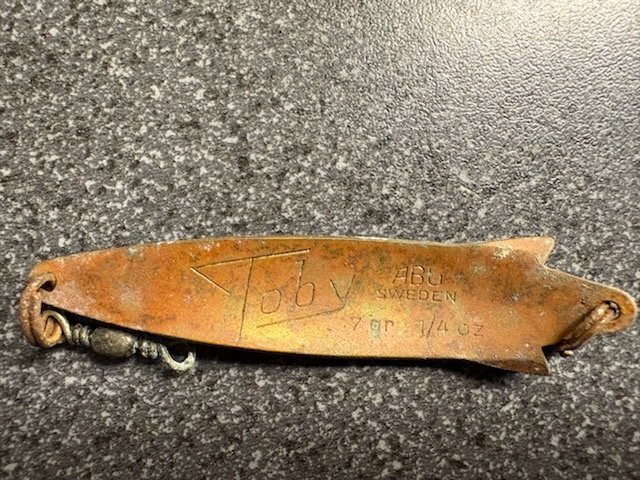 Toby
ABU
SWEDEN
7 gr. 1/4 oz